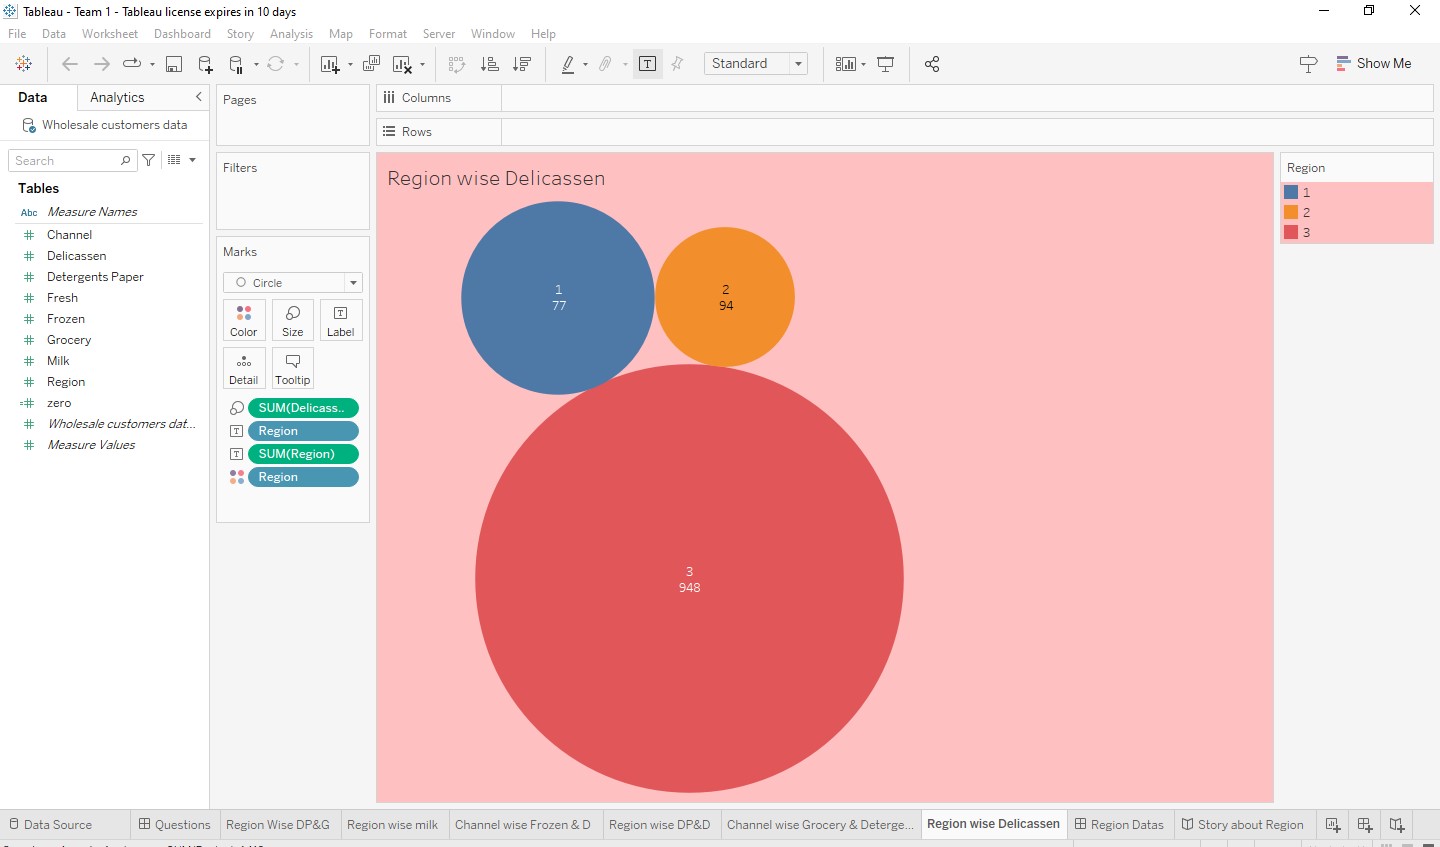 Tableau - Team 1 - Tableau license expires in 10 days
File Data Worksheet Dashboard Story Analysis Map Format Server Window Help
Standard
Show Me
Data Analytics
Wholesale customers data
Search
Tables
Abc Measure Names
Channel
Delicassen
Detergents Paper
Fresh
Frozen
Grocery
Milk
Region
zero
Wholesale customers dat...
Measure Values
Pages
Filters
Marks
Circle
Color Size Label
Detail Tooltip
SUM(Delicass..
Region
SUM(Region)
Region
Columns
Rows
Region wise Delicassen
1
77
2
94
3
948
Region
1
2
3
Data Source Questions Region Wise DP&G Region wise milk Channel wise Frozen & D Region wise DP&D Channel wise Grocery & Deterge... Region wise Delicassen Region Datas Story about Region